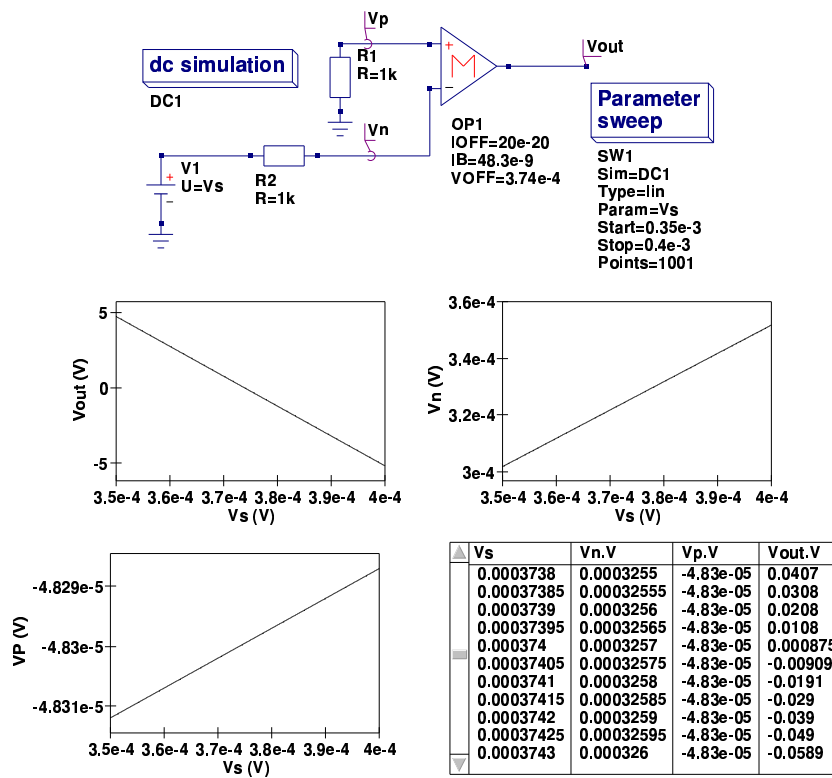 Vp
Vout
dc simulation
DC1
R1
R=1k
+
−
OP1
IOFF=20e-20
IB=48.3e-9
VOFF=3.74e-4
Parameter
sweep
SW1
Sim=DC1
Type=lin
Param=Vs
Start=0.35e-3
Stop=0.4e-3
Points=1001
Vn
V1
U=Vs
+
−
R2
R=1k
5
0
-5
Vout (V)
3.5e-4 3.6e-4 3.7e-4 3.8e-4 3.9e-4 4e-4
Vs (V)
3.6e-4
3.4e-4
3.2e-4
3e-4
Vn (V)
3.5e-4 3.6e-4 3.7e-4 3.8e-4 3.9e-4 4e-4
Vs (V)
-4.829e-5
-4.83e-5
-4.831e-5
VP (V)
3.5e-4 3.6e-4 3.7e-4 3.8e-4 3.9e-4 4e-4
Vs (V)
Vs Vn.V Vp.V Vout.V
0.0003738 0.0003255 -4.83e-05 0.0407
0.00037385 0.00032555 -4.83e-05 0.0308
0.0003739 0.0003256 -4.83e-05 0.0208
0.00037395 0.00032565 -4.83e-05 0.0108
0.000374 0.0003257 -4.83e-05 0.000875
0.00037405 0.00032575 -4.83e-05 -0.00909
0.0003741 0.0003258 -4.83e-05 -0.0191
0.00037415 0.00032585 -4.83e-05 -0.029
0.0003742 0.0003259 -4.83e-05 -0.039
0.00037425 0.00032595 -4.83e-05 -0.049
0.0003743 0.000326 -4.83e-05 -0.0589